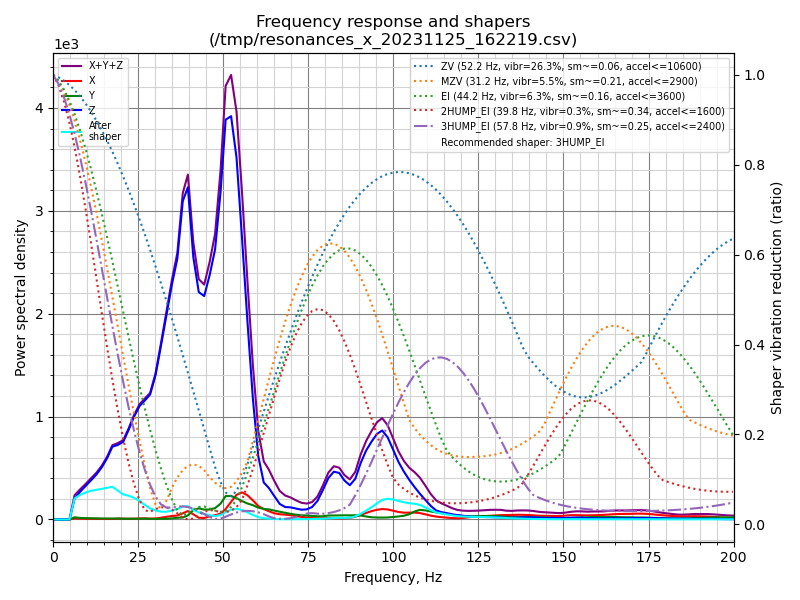 Frequency response and shapers
(/tmp/resonances_x_20231125_162219.csv)
1e3
X+Y+Z
X
Y
Z
After
shaper
ZV (52.2 Hz, vibr=26.3%, sm~=0.06, accel<=10600)
MZV (31.2 Hz, vibr=5.5%, sm~=0.21, accel<=2900)
EI (44.2 Hz, vibr=6.3%, sm~=0.16, accel<=3600)
2HUMP_EI (39.8 Hz, vibr=0.3%, sm~=0.34, accel<=1600)
3HUMP_EI (57.8 Hz, vibr=0.9%, sm~=0.25, accel<=2400)
Recommended shaper: 3HUMP_EI
4
3
2
1
0
Power spectral density
1.0
0.8
0.6
0.4
0.2
0.0
Shaper vibration reduction (ratio)
0 25 50 75 100 125 150 175 200
Frequency, Hz